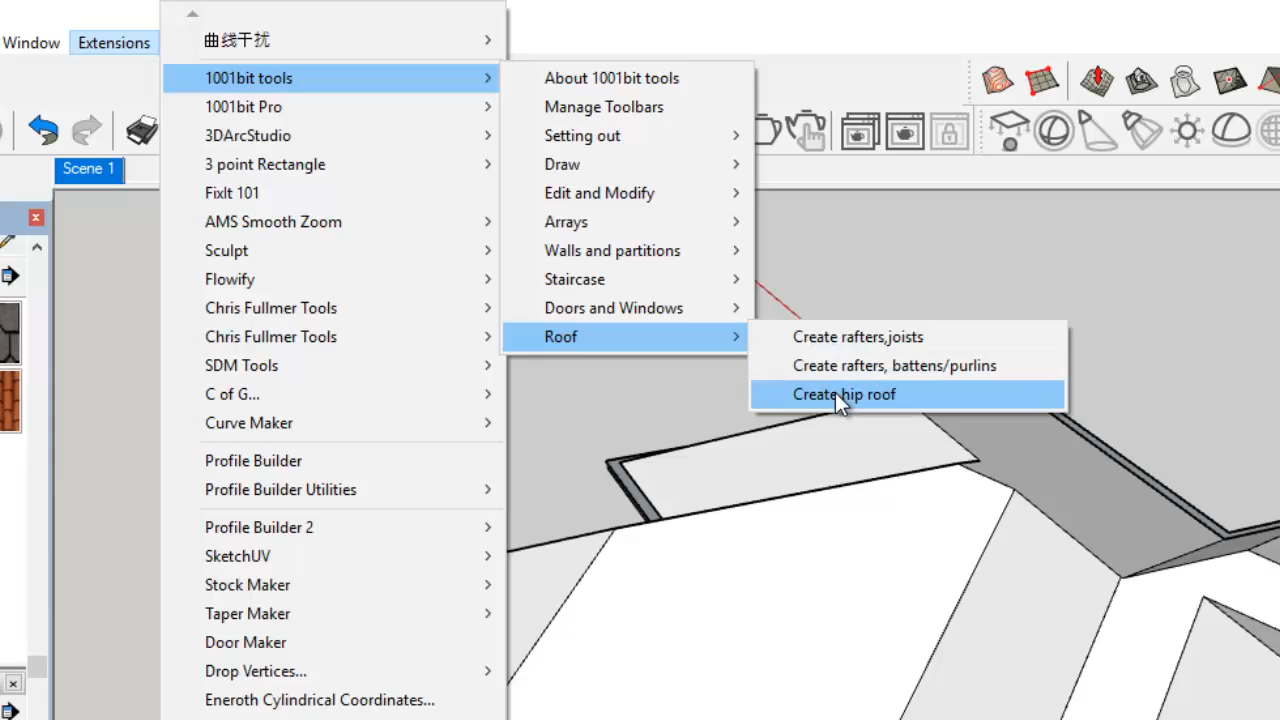 Window
Extensions
Scene 1
曲线干扰
1001bit tools
1001bit Pro
3DArcStudio
3 point Rectangle
FixIt 101
AMS Smooth Zoom
Sculpt
Flowify
Chris Fullmer Tools
Chris Fullmer Tools
SDM Tools
C of G...
Curve Maker
Profile Builder
Profile Builder Utilities
Profile Builder 2
SketchUV
Stock Maker
Taper Maker
Door Maker
Drop Vertices...
Eneroth Cylindrical Coordinates...
About 1001bit tools
Manage Toolbars
Setting out
Draw
Edit and Modify
Arrays
Walls and partitions
Staircase
Doors and Windows
Roof
Create rafters,joists
Create rafters, battens/purlins
Create hip roof